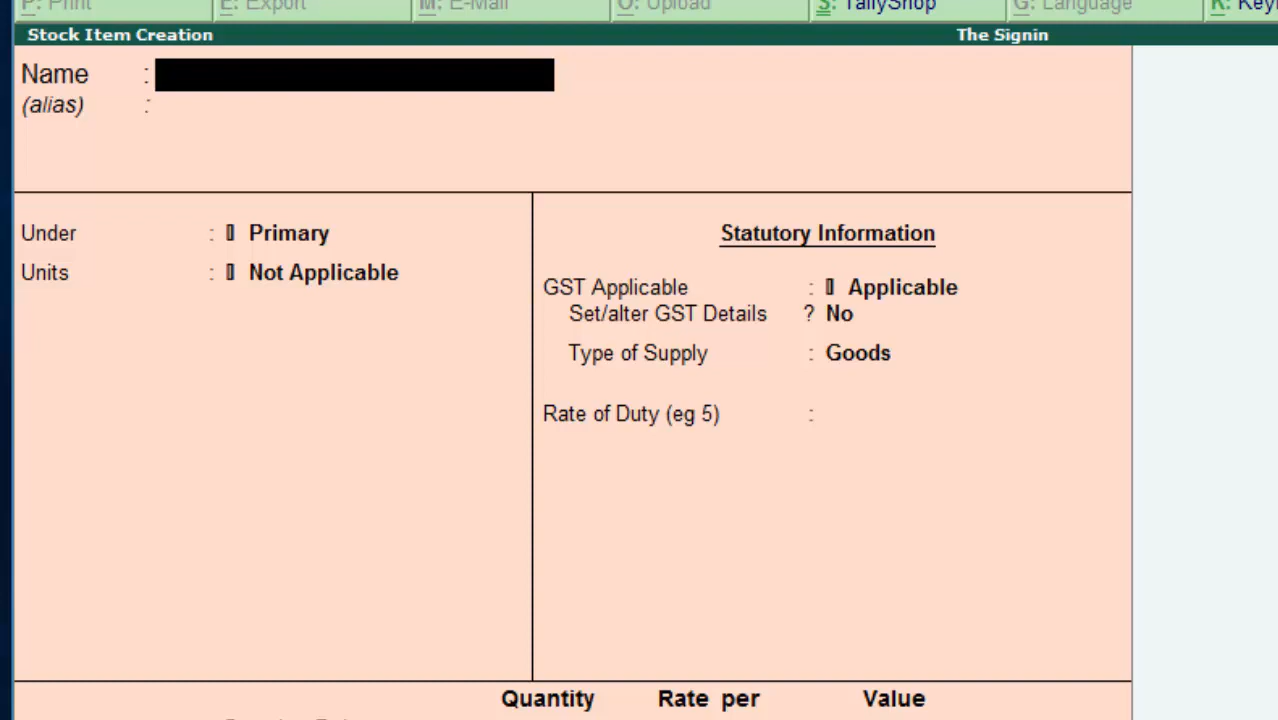 P: Print E: Export M: E-Mail O: Upload S: TallyShop G: Language K: Key
Stock Item Creation The Signin
Name :
(alias) :
Under : Primary
Units : Not Applicable
Statutory Information
GST Applicable : Applicable
Set/alter GST Details ? No
Type of Supply : Goods
Rate of Duty (eg 5) :
Quantity Rate per Value